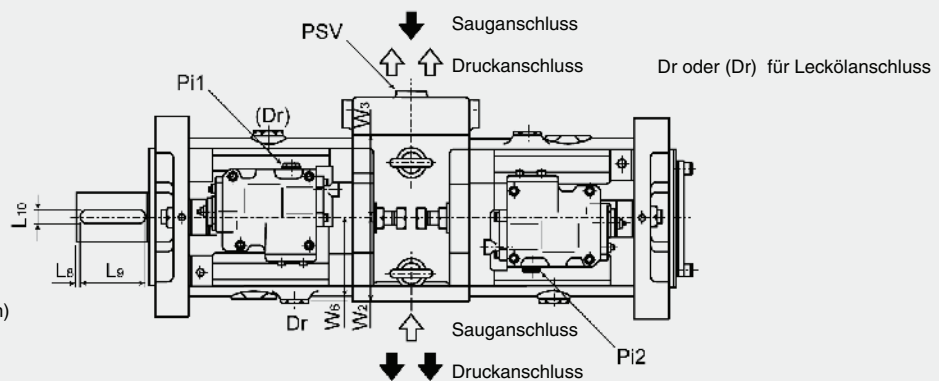 Sauganschluss
PSV
Druckanschluss
Dr oder (Dr) für Leckölanschluss
Pi1
(Dr)
W3
L10
L8
L9
n)
Dr
W6
W2
Sauganschluss
Pi2
Druckanschluss